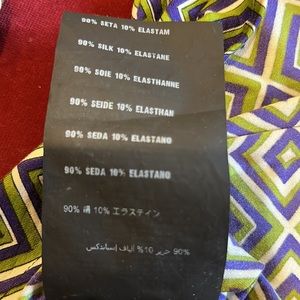 90% SETA 10% ELASTAM
90% SILK 10% ELASTANE
90% SOIE 10% ELASTHANNE
90% SEIDE 10% ELASTHAN
90% SEDA 10% ELASTANO
90% SEDA 10% ELASTANO
90% 絹 10% エラステイン
90% حرير 10% ألياف إسباندكس